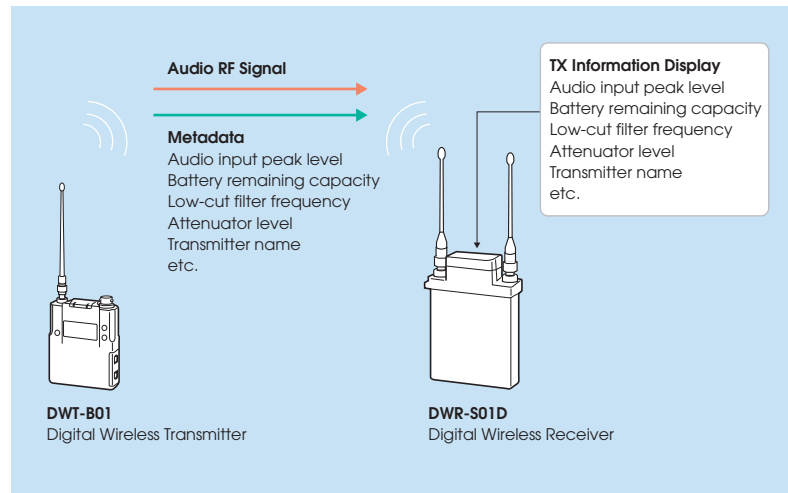 Audio RF Signal
Metadata
Audio input peak level
Battery remaining capacity
Low-cut filter frequency
Attenuator level
Transmitter name
etc.
TX Information Display
Audio input peak level
Battery remaining capacity
Low-cut filter frequency
Attenuator level
Transmitter name
etc.
DWT-B01
Digital Wireless Transmitter
DWR-S01D
Digital Wireless Receiver